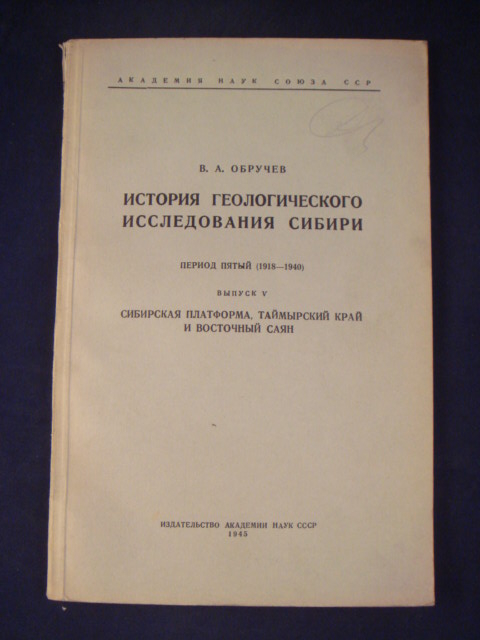 АКАДЕМИЯ НАУК СОЮЗА ССР
В. А. ОБРУЧЕВ
ИСТОРИЯ ГЕОЛОГИЧЕСКОГО
ИССЛЕДОВАНИЯ СИБИРИ
ПЕРИОД ПЯТЫЙ (1918—1940)
ВЫПУСК V
СИБИРСКАЯ ПЛАТФОРМА, ТАЙМЫРСКИЙ КРАЙ
И ВОСТОЧНЫЙ САЯН
ИЗДАТЕЛЬСТВО АКАДЕМИИ НАУК СССР
1945